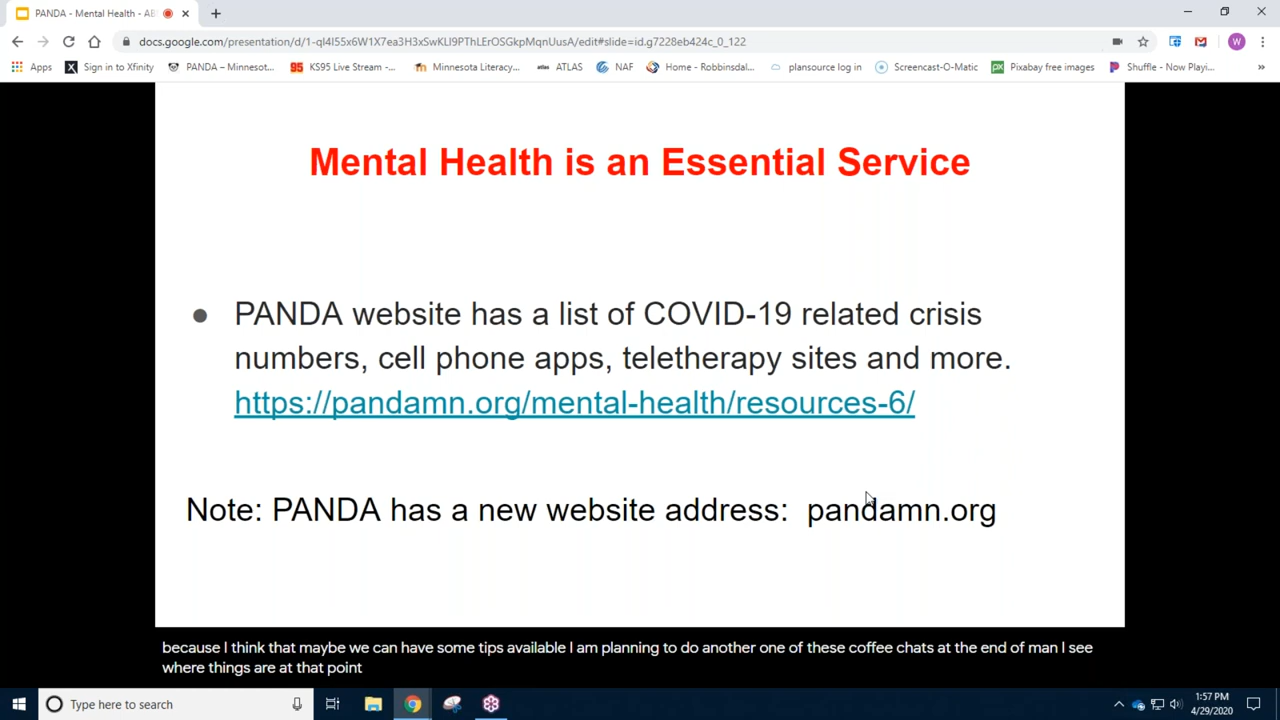 PANDA - Mental Health - AB
docs.google.com/presentation/d/1-ql4I55x6W1X7ea3H3xSwKLI9PThLErOSGkpMqnUusA/edit#slide=id.g7228eb424c_0_122
W
Apps
Sign in to Xfinity
PANDA – Minnesot...
95 KS95 Live Stream -...
Minnesota Literacy...
ATLAS
NAF
Home - Robbinsdal...
plansource log in
Screencast-O-Matic
px Pixabay free images
Shuffle - Now Playi...
Mental Health is an Essential Service
● PANDA website has a list of COVID-19 related crisis
numbers, cell phone apps, teletherapy sites and more.
https://pandamn.org/mental-health/resources-6/
Note: PANDA has a new website address: pandamn.org
because I think that maybe we can have some tips available I am planning to do another one of these coffee chats at the end of man I see
where things are at that point
Type here to search
1:57 PM
4/29/2020